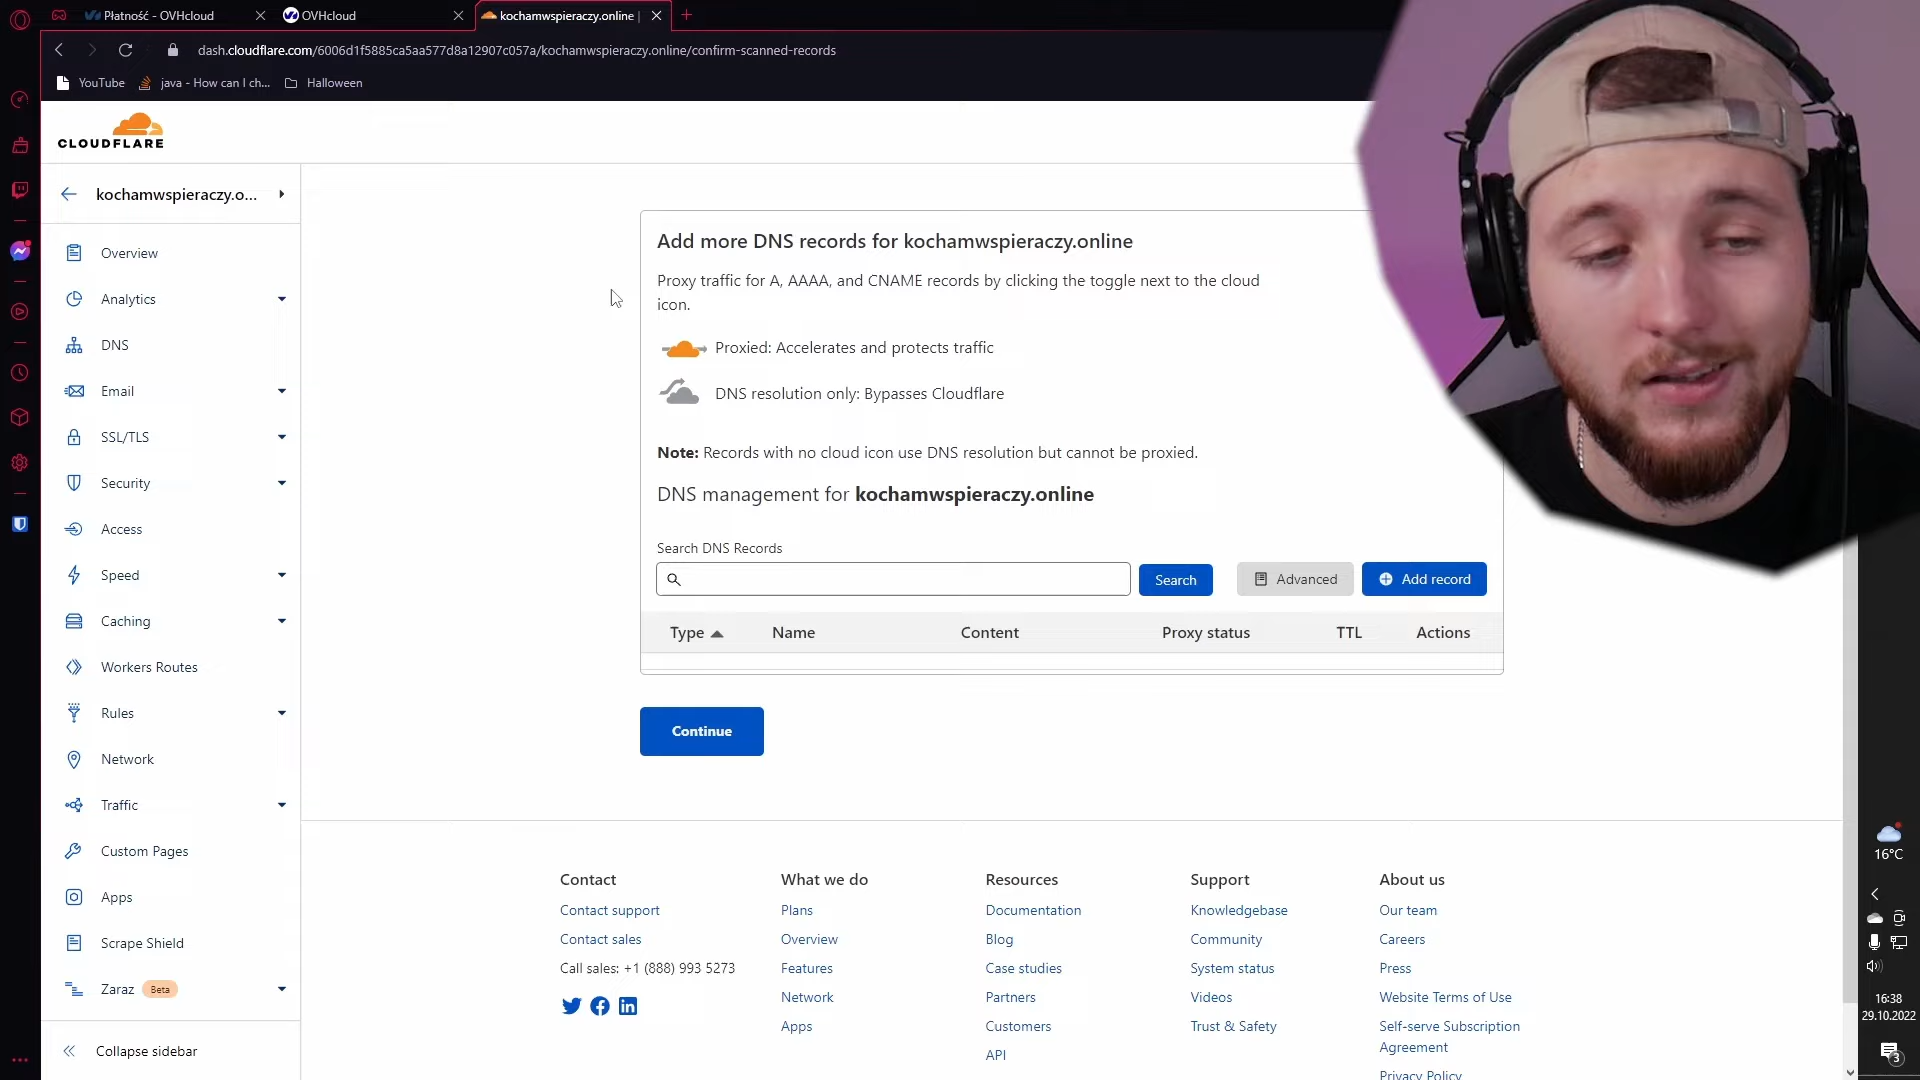 Płatność - OVHcloud
OVHcloud
kochamwspieraczy.online |
dash.cloudflare.com/6006d1f5885ca5aa577d8a12907c057a/kochamwspieraczy.online/confirm-scanned-records
YouTube
java - How can I ch...
Halloween
CLOUDFLARE
kochamwspieraczy.o...
Overview
Analytics
DNS
Email
SSL/TLS
Security
Access
Speed
Caching
Workers Routes
Rules
Network
Traffic
Custom Pages
Apps
Scrape Shield
Zaraz Beta
Collapse sidebar
Add more DNS records for kochamwspieraczy.online
Proxy traffic for A, AAAA, and CNAME records by clicking the toggle next to the cloud
icon.
Proxied: Accelerates and protects traffic
DNS resolution only: Bypasses Cloudflare
Note: Records with no cloud icon use DNS resolution but cannot be proxied.
DNS management for kochamwspieraczy.online
Search DNS Records
Search
Advanced
Add record
Type Name Content Proxy status TTL Actions
Continue
Contact
Contact support
Contact sales
Call sales: +1 (888) 993 5273
What we do
Plans
Overview
Features
Network
Apps
Resources
Documentation
Blog
Case studies
Partners
Customers
API
Support
Knowledgebase
Community
System status
Videos
Trust & Safety
About us
Our team
Careers
Press
Website Terms of Use
Self-serve Subscription
Agreement
Privacy Policy
16°C
16:38
29.10.2022
3